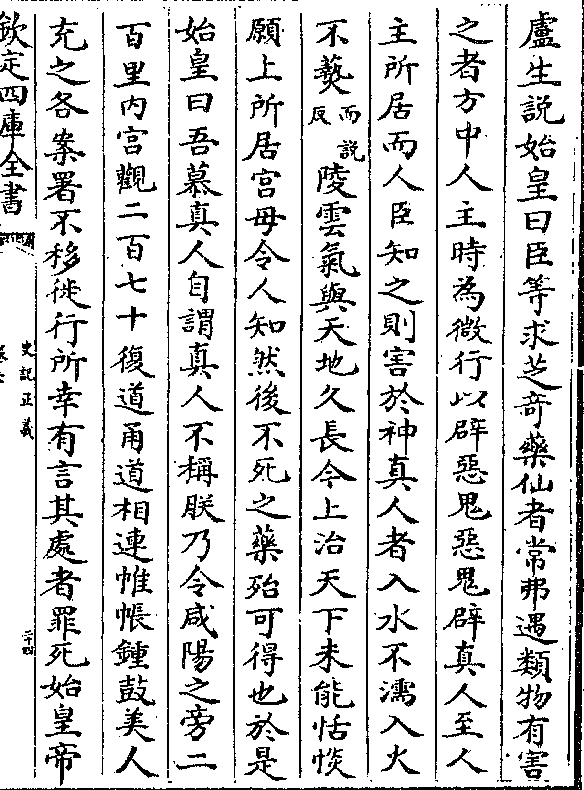 盧生説始皇曰臣等求芝竒藥仙者常弗遇類物有害
之者方中人主時為微行以辟惡鬼惡鬼辟真人至人
主所居而人臣知之則害於神真人者入水不濡入火
不爇而説反陵雲氣與天地久長今上治天下未能恬惔
願上所居宫毋令人知然後不死之藥殆可得也於是
始皇曰吾慕真人自謂真人不稱朕乃令咸陽之旁二
百里内宫觀二百七十復道甬道相連帷帳鍾鼓美人
充之各案署不移徙行所幸有言其處者罪死始皇帝
欽定四庫全書
史記正義
二十四